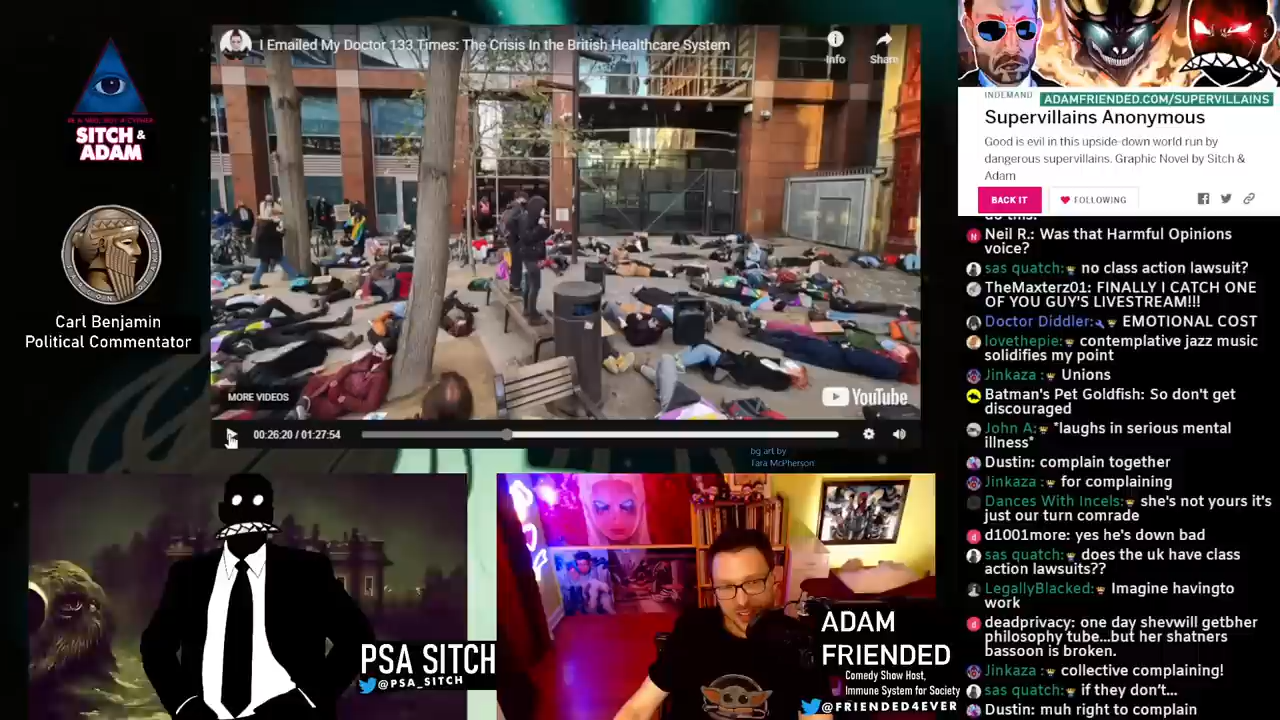 I Emailed My Doctor 133 Times: The Crisis In the British Healthcare System
Info
Share
MORE VIDEOS
YouTube
00:26:20 / 01:27:54
SITCH &
ADAM
Carl Benjamin
Political Commentator
bg art by
Tara McPherson
PSA SITCH
@PSA_SITCH
ADAM
FRIENDED
Comedy Show Host,
Immune System for Society
@FRIENDED4EVER
INDEMAND
ADAMFRIENDED.COM/SUPERVILLAINS
Supervillains Anonymous
Good is evil in this upside-down world run by
dangerous supervillains. Graphic Novel by Sitch &
Adam
BACK IT
FOLLOWING
do this.
Neil R.: Was that Harmful Opinions
voice?
sas quatch: no class action lawsuit?
TheMaxterz01: FINALLY I CATCH ONE
OF YOU GUY'S LIVESTREAM!!!
Doctor Diddler: EMOTIONAL COST
lovethepie: contemplative jazz music
solidifies my point
Jinkaza : Unions
Batman's Pet Goldfish: So don't get
discouraged
John A: *laughs in serious mental
illness*
Dustin: complain together
Jinkaza : for complaining
Dances With Incels: she's not yours it's
just our turn comrade
d1001more: yes he's down bad
sas quatch: does the uk have class
action lawsuits??
LegallyBlacked: Imagine havingto
work
deadprivacy: one day shevwill getbher
philosophy tube...but her shatners
bassoon is broken.
Jinkaza : collective complaining!
sas quatch: if they don't...
Dustin: muh right to complain